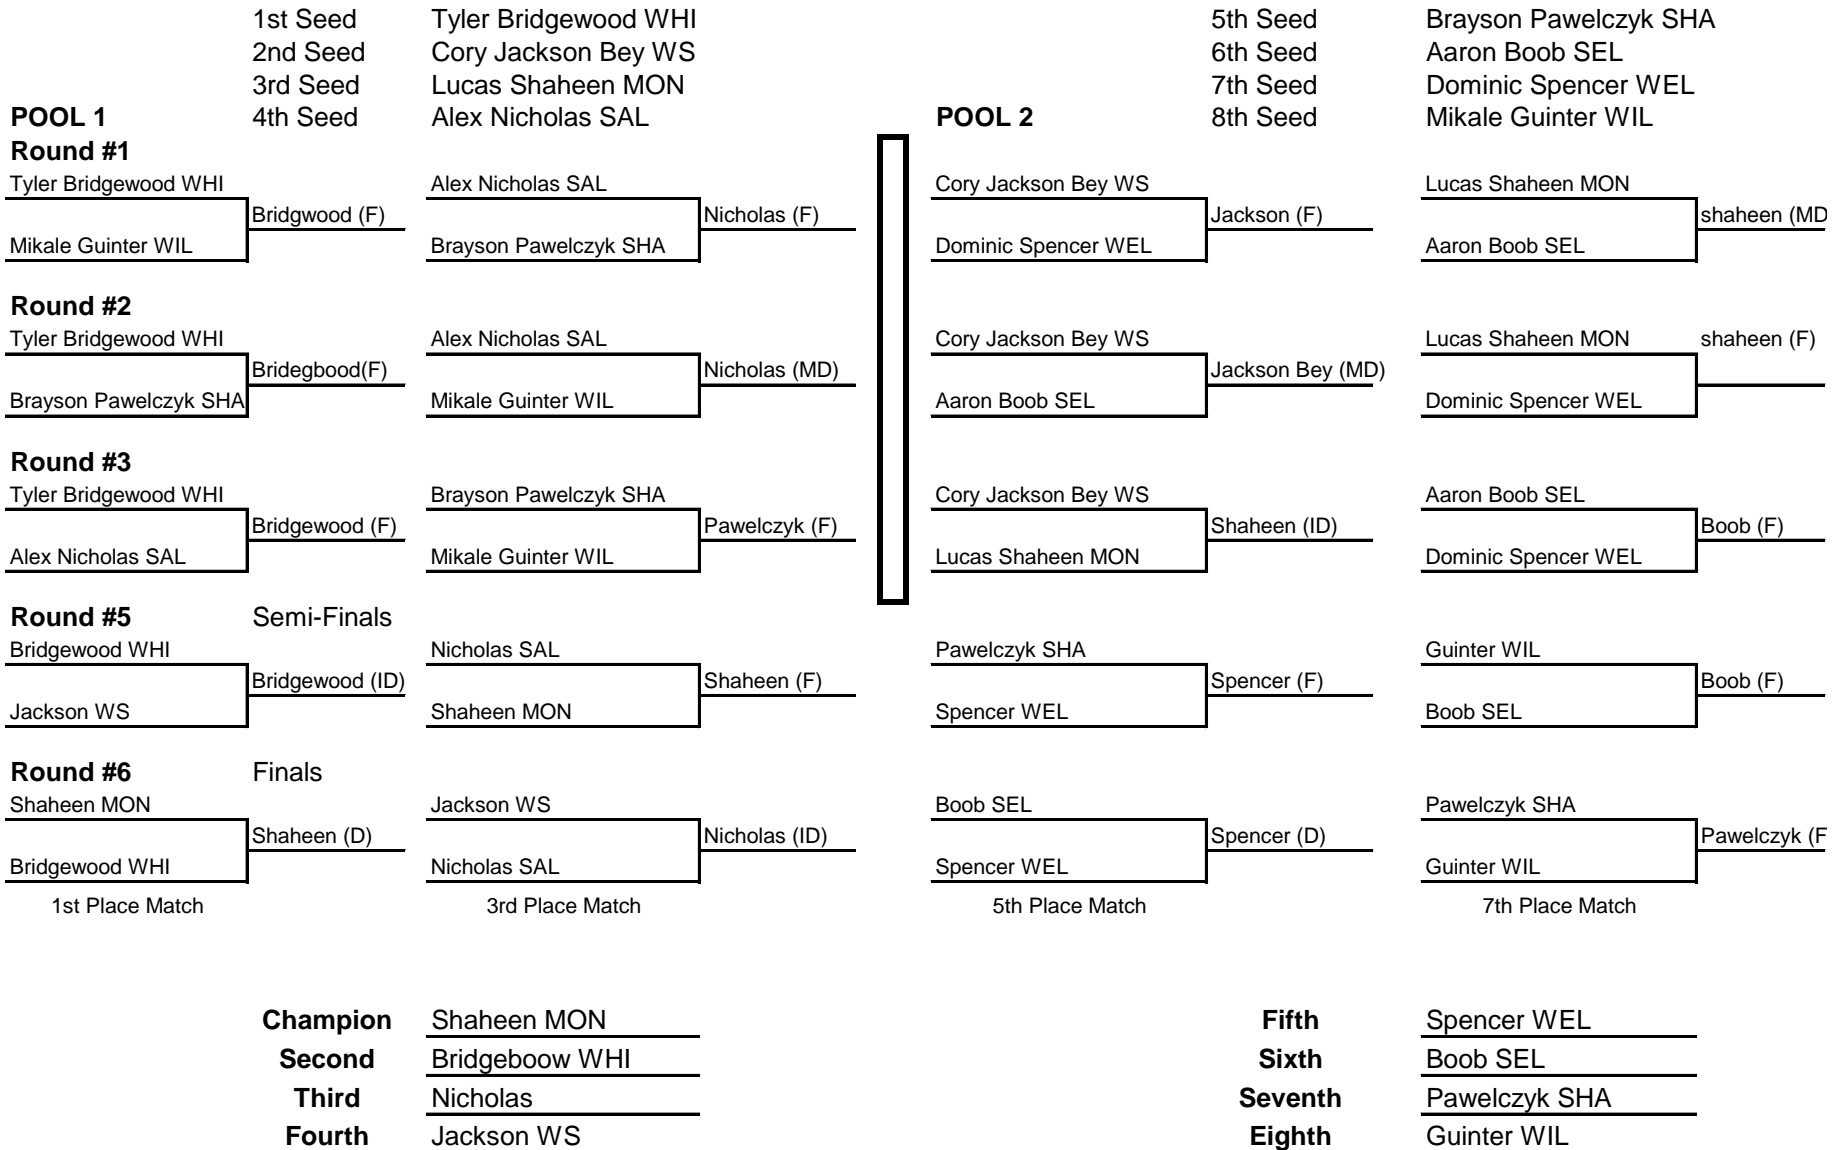 1st Seed Tyler Bridgewood WHI 5th Seed Brayson Pawelczyk SHA
2nd Seed Cory Jackson Bey WS 6th Seed Aaron Boob SEL
3rd Seed Lucas Shaheen MON 7th Seed Dominic Spencer WEL
POOL 1 4th Seed Alex Nicholas SAL POOL 2 8th Seed Mikale Guinter WIL
Round #1
Tyler Bridgewood WHI Alex Nicholas SAL Cory Jackson Bey WS Lucas Shaheen MON
Bridgwood (F) Nicholas (F) Jackson (F) shaheen (MD
Mikale Guinter WIL Brayson Pawelczyk SHA Dominic Spencer WEL Aaron Boob SEL
Round #2
Tyler Bridgewood WHI Alex Nicholas SAL Cory Jackson Bey WS Lucas Shaheen MON shaheen (F)
Bridegbood(F) Nicholas (MD) Jackson Bey (MD)
Brayson Pawelczyk SHA Mikale Guinter WIL Aaron Boob SEL Dominic Spencer WEL
Round #3
Tyler Bridgewood WHI Brayson Pawelczyk SHA Cory Jackson Bey WS Aaron Boob SEL
Bridgewood (F) Pawelczyk (F) Shaheen (ID) Boob (F)
Alex Nicholas SAL Mikale Guinter WIL Lucas Shaheen MON Dominic Spencer WEL
Round #5 Semi-Finals
Bridgewood WHI Nicholas SAL Pawelczyk SHA Guinter WIL
Bridgewood (ID) Shaheen (F) Spencer (F) Boob (F)
Jackson WS Shaheen MON Spencer WEL Boob SEL
Round #6 Finals
Shaheen MON Jackson WS Boob SEL Pawelczyk SHA
Shaheen (D) Nicholas (ID) Spencer (D) Pawelczyk (F
Bridgewood WHI Nicholas SAL Spencer WEL Guinter WIL
1st Place Match 3rd Place Match 5th Place Match 7th Place Match
Champion Shaheen MON Fifth Spencer WEL
Second Bridgeboow WHI Sixth Boob SEL
Third Nicholas Seventh Pawelczyk SHA
Fourth Jackson WS Eighth Guinter WIL